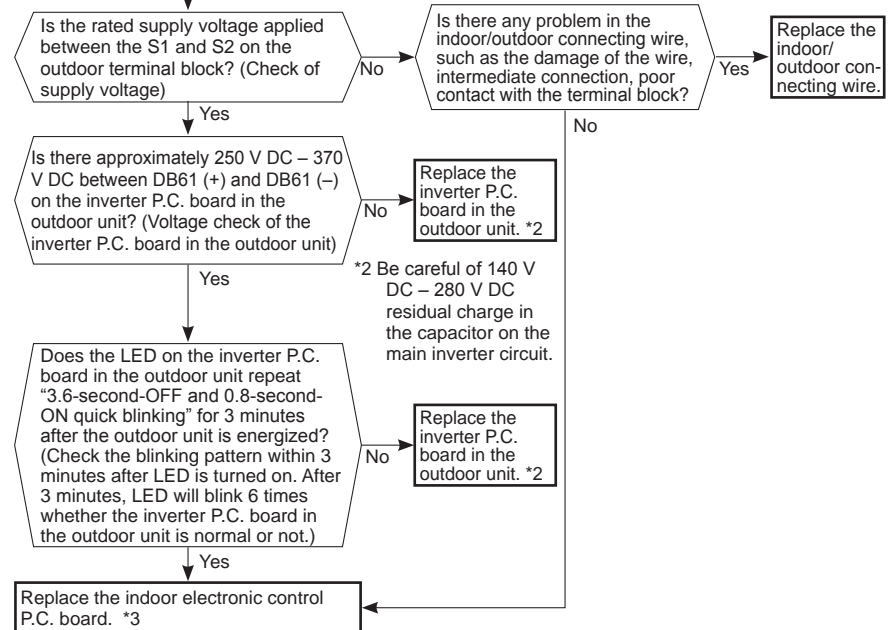 Is the rated supply voltage applied
between the S1 and S2 on the
outdoor terminal block? (Check of
supply voltage)
No
Is there any problem in the
indoor/outdoor connecting wire,
such as the damage of the wire,
intermediate connection, poor
contact with the terminal block?
Yes
Replace the
indoor/
outdoor con-
necting wire.
Yes
No
Is there approximately 250 V DC – 370
V DC between DB61 (+) and DB61 (–)
on the inverter P.C. board in the
outdoor unit? (Voltage check of the
inverter P.C. board in the outdoor unit)
No
Replace the
inverter P.C.
board in the
outdoor unit. *2
Yes
*2 Be careful of 140 V
DC – 280 V DC
residual charge in
the capacitor on the
main inverter circuit.
Does the LED on the inverter P.C.
board in the outdoor unit repeat
“3.6-second-OFF and 0.8-second-
ON quick blinking” for 3 minutes
after the outdoor unit is energized?
(Check the blinking pattern within 3
minutes after LED is turned on. After
3 minutes, LED will blink 6 times
whether the inverter P.C. board in
the outdoor unit is normal or not.)
No
Replace the
inverter P.C.
board in the
outdoor unit. *2
Yes
Replace the indoor electronic control
P.C. board. *3